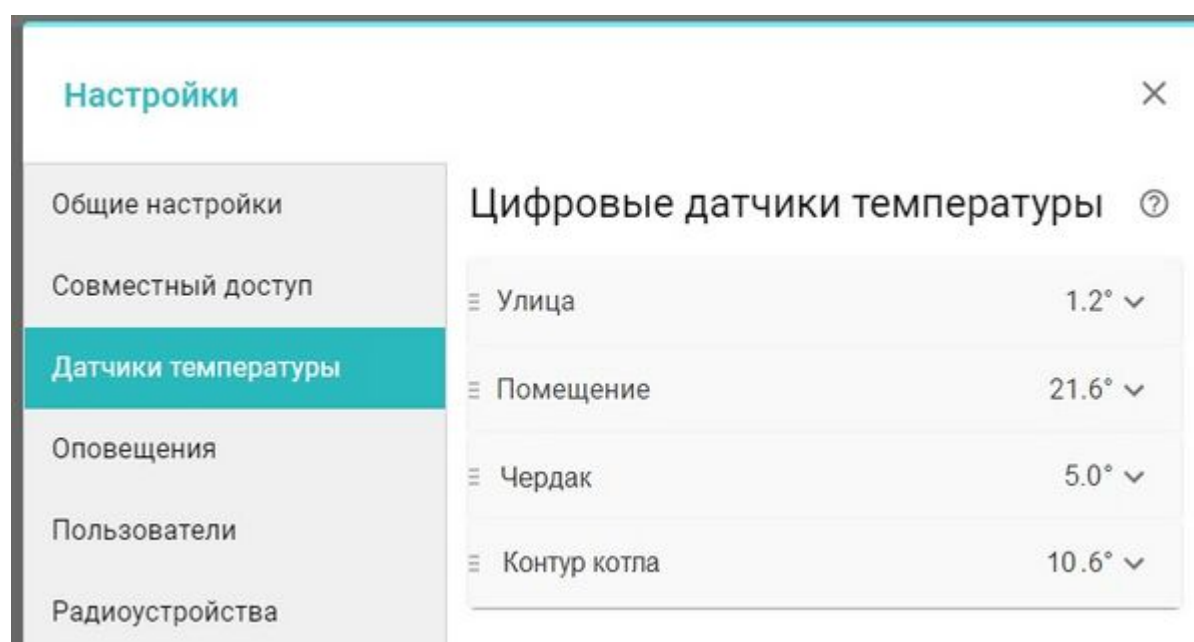 Настройки
Общие настройки
Совместный доступ
Датчики температуры
Оповещения
Пользователи
Радиоустройства
Цифровые датчики температуры
Улица 1.2°
Помещение 21.6°
Чердак 5.0°
Контур котла 10.6°